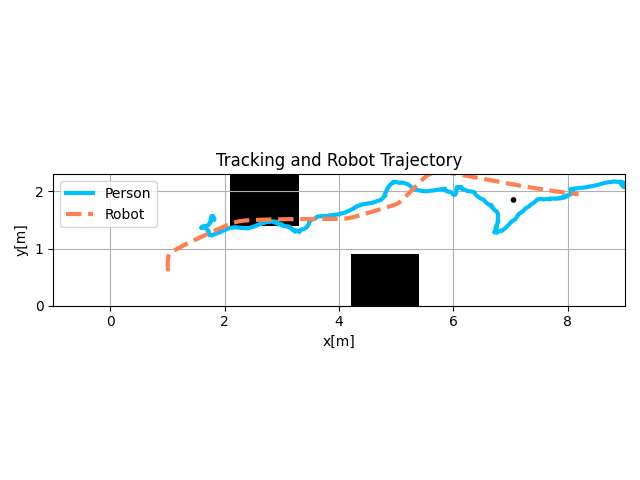 Tracking and Robot Trajectory
Person
Robot
y[m]
2
1
0
0 2 4 6 8
x[m]